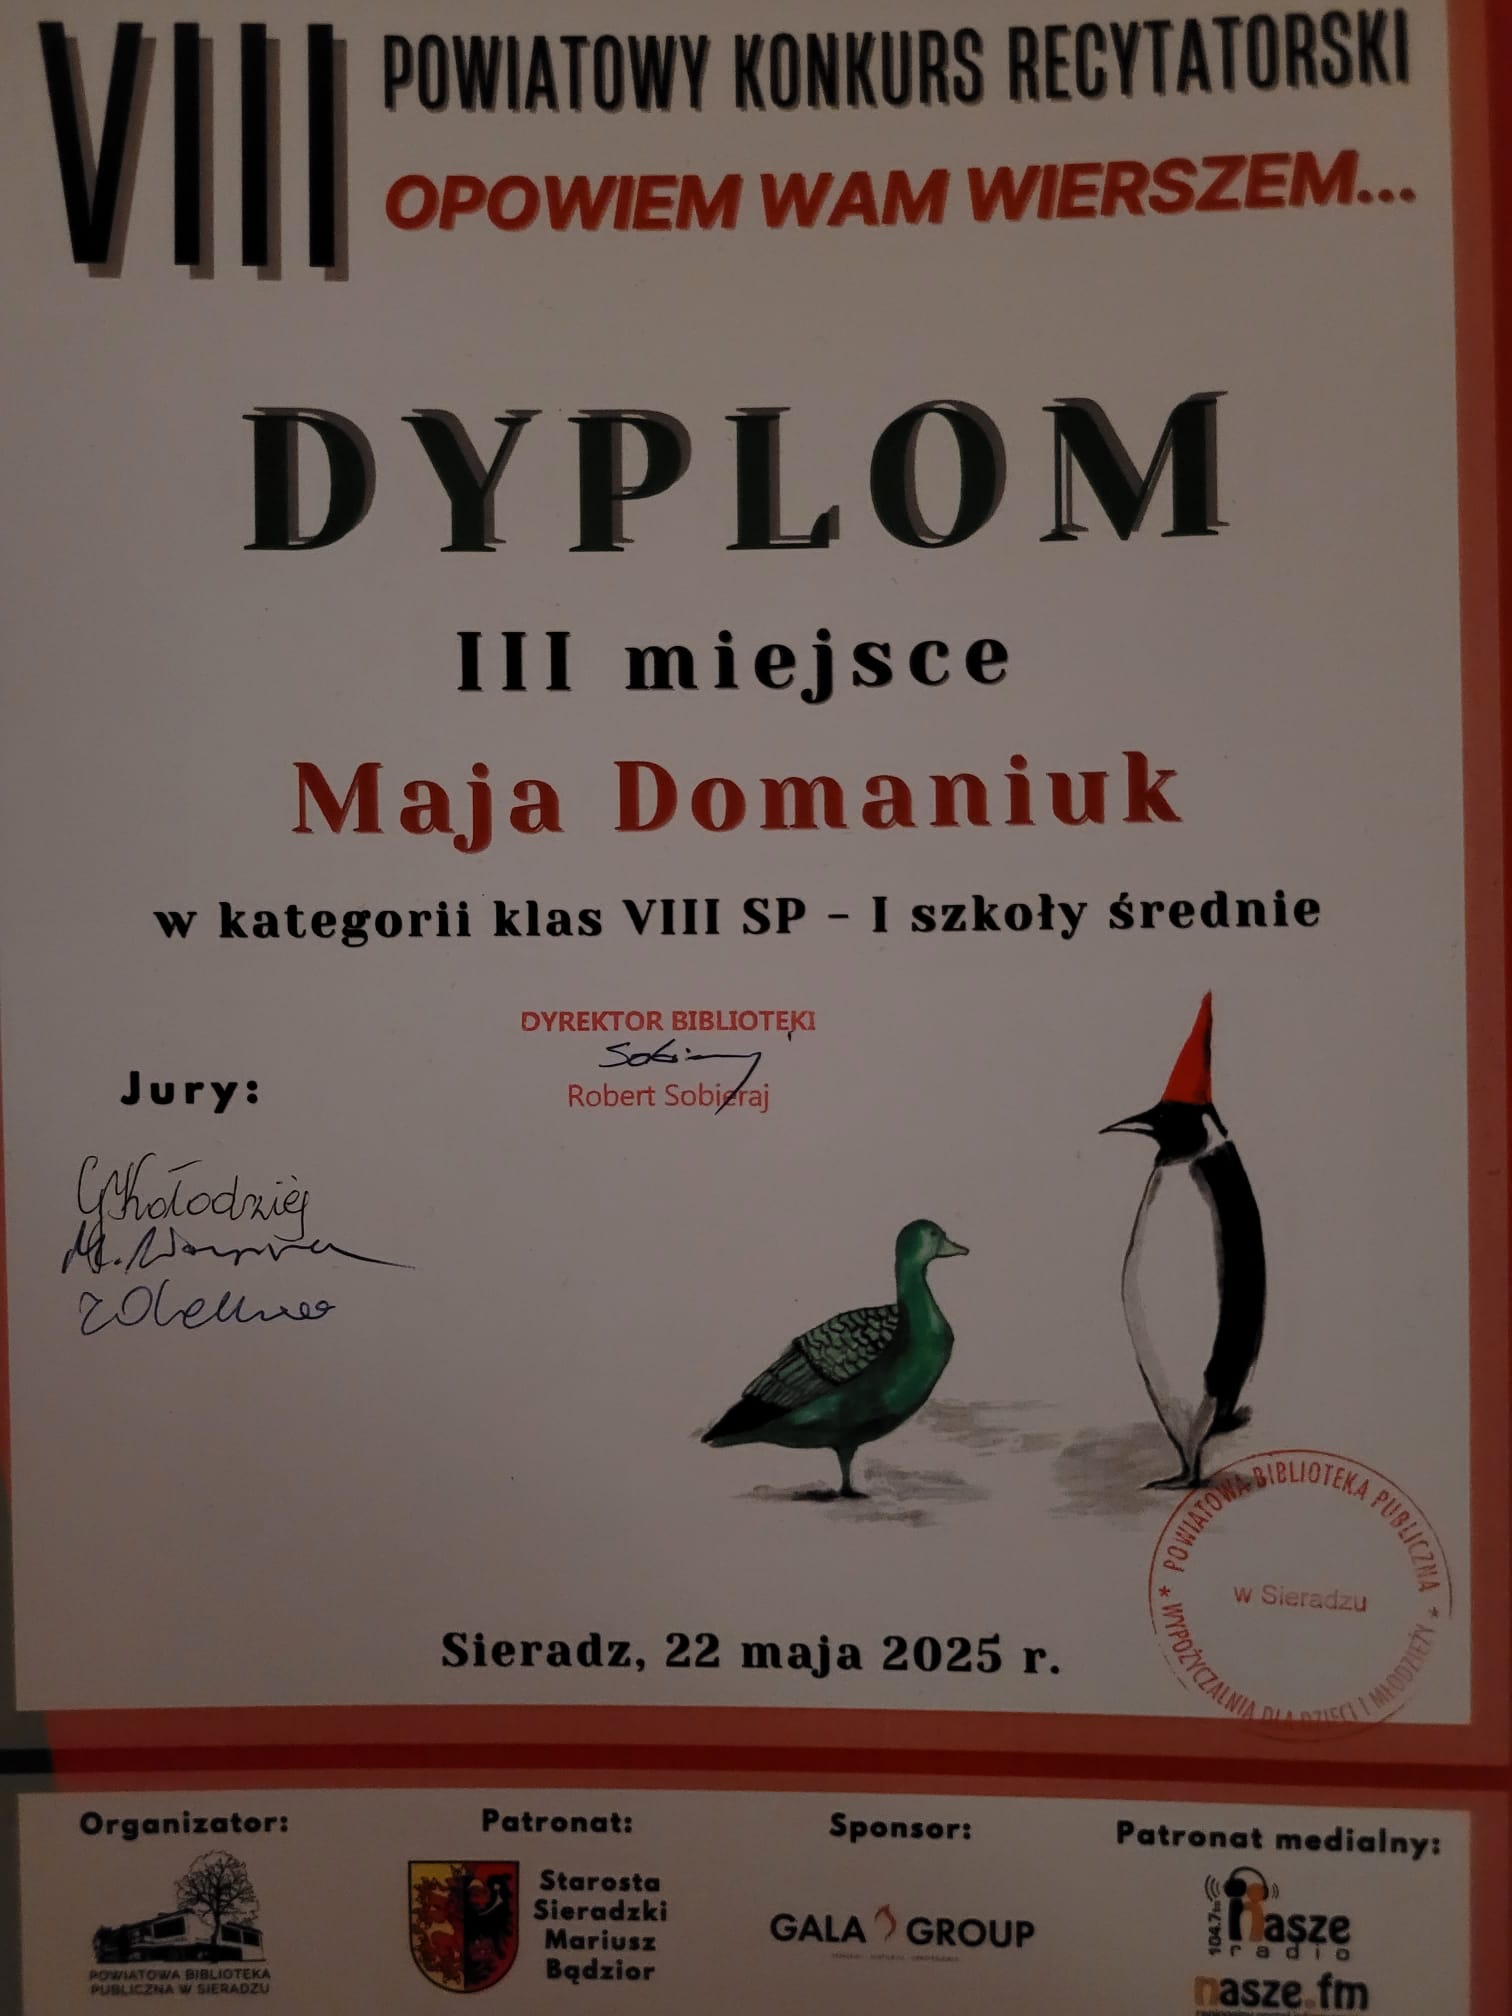 VIII
POWIATOWY KONKURS RECYTATORSKI
OPOWIEM WAM WIERSZEM...
DYPLOM
III miejsce
Maja Domaniuk
w kategorii klas VIII SP - I szkoły średnie
DYREKTOR BIBLIOTEKI
Robert Sobieraj
Jury:
GKołodziej
POWIATOWA BIBLIOTEKA PUBLICZNA * WYPOŻYCZALNIA DLA DZIECI I MŁODZIEŻY *
w Sieradzu
Sieradz, 22 maja 2025 r.
Organizator:
POWIATOWA BIBLIOTEKA
PUBLICZNA W SIERADZU
Patronat:
Starosta
Sieradzki
Mariusz
Bądzior
Sponsor:
GALA GROUP
Patronat medialny:
104.7 fm
nasze
radio
nasze.fm